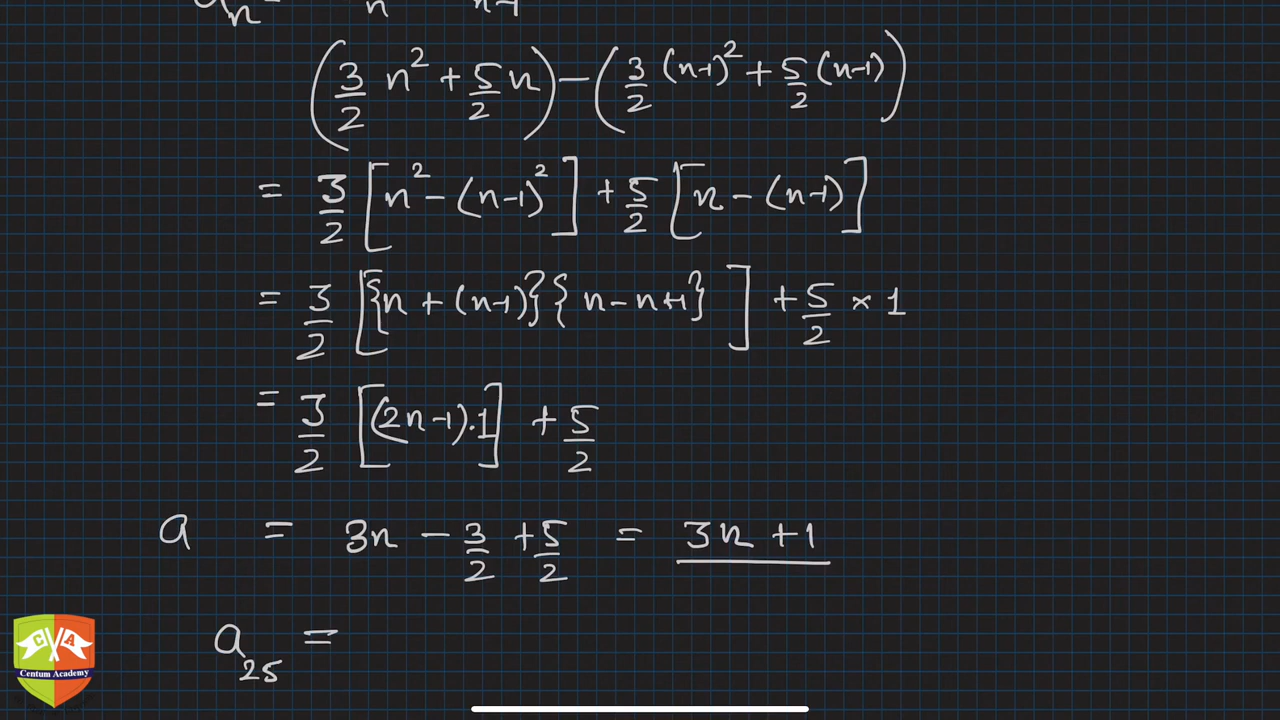 n n n-1
(3/2 n² + 5/2 n) - (3/2 (n-1)² + 5/2 (n-1))
= 3/2 [n² - (n-1)²] + 5/2 [n - (n-1)]
= 3/2 [{n + (n-1)}{n - n+1}] + 5/2 × 1
= 3/2 [(2n-1).1] + 5/2
a = 3n - 3/2 + 5/2 = 3n + 1
a₂₅ =
CA
Centum Academy